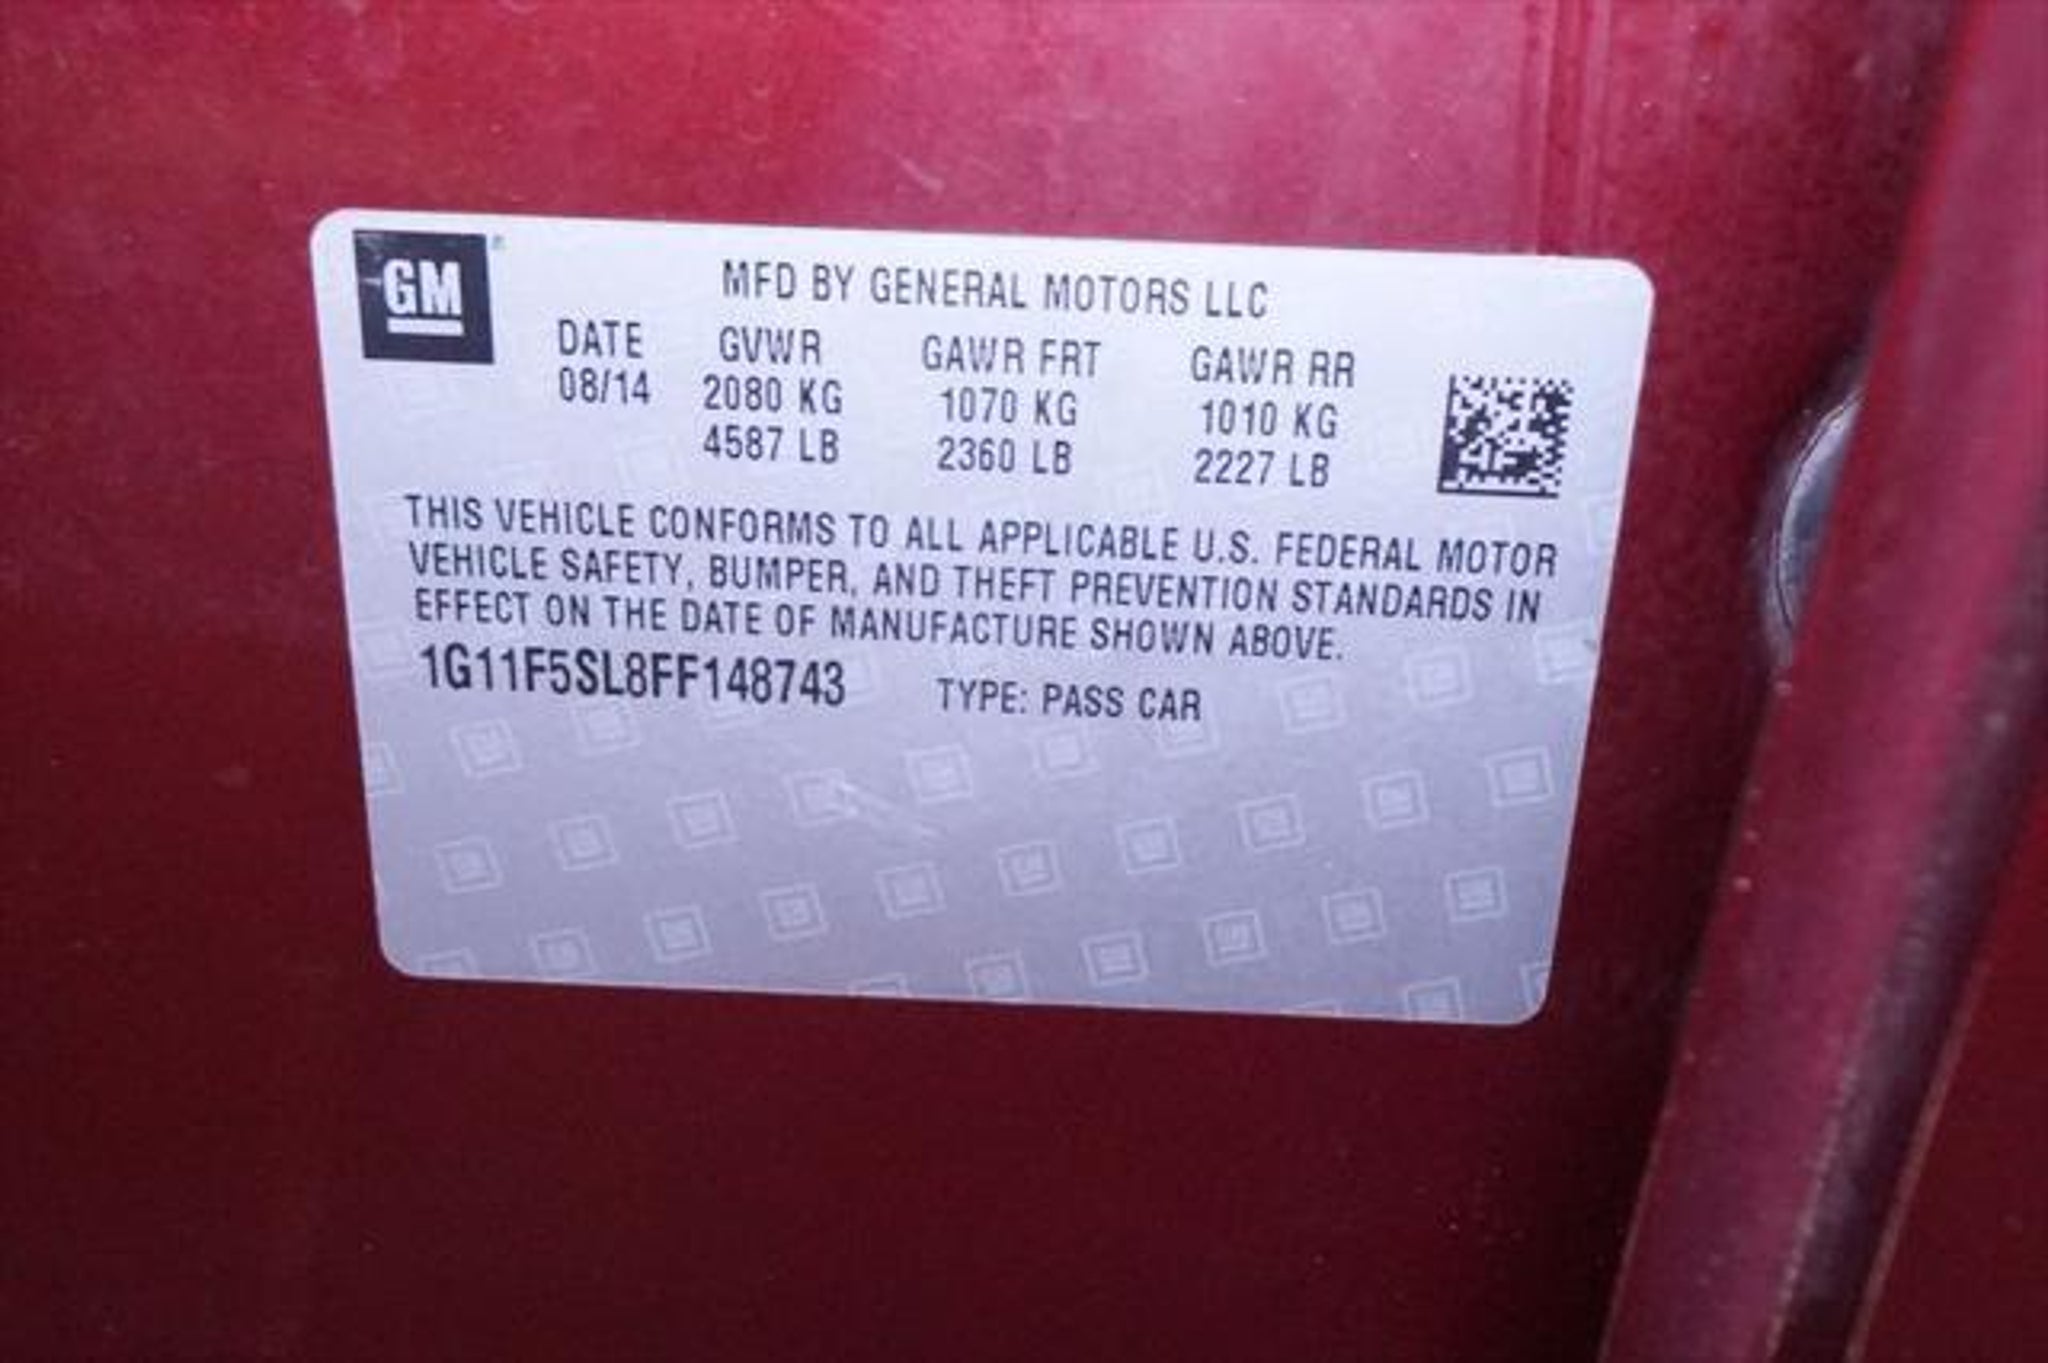 GM
MFD BY GENERAL MOTORS LLC
DATE GVWR GAWR FRT GAWR RR
08/14 2080 KG 1070 KG 1010 KG
4587 LB 2360 LB 2227 LB
THIS VEHICLE CONFORMS TO ALL APPLICABLE U.S. FEDERAL MOTOR
VEHICLE SAFETY, BUMPER, AND THEFT PREVENTION STANDARDS IN
EFFECT ON THE DATE OF MANUFACTURE SHOWN ABOVE.
1G11F5SL8FF148743 TYPE: PASS CAR